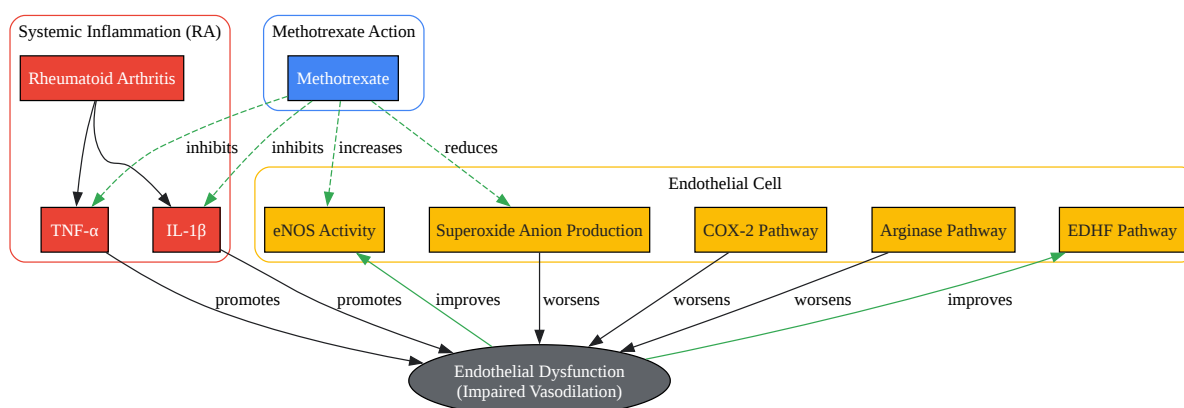 Systemic Inflammation (RA)
Methotrexate Action
Rheumatoid Arthritis
Methotrexate
inhibits
inhibits
increases
reduces
Endothelial Cell
TNF-α
IL-1β
eNOS Activity
Superoxide Anion Production
COX-2 Pathway
Arginase Pathway
EDHF Pathway
promotes
promotes
improves
worsens
worsens
worsens
improves
Endothelial Dysfunction
(Impaired Vasodilation)